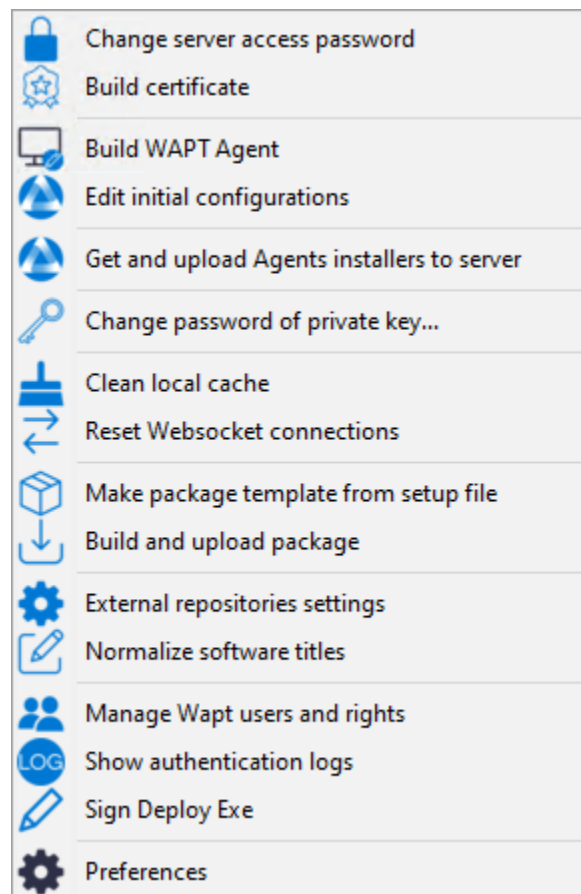 Change server access password
Build certificate
Build WAPT Agent
Edit initial configurations
Get and upload Agents installers to server
Change password of private key...
Clean local cache
Reset Websocket connections
Make package template from setup file
Build and upload package
External repositories settings
Normalize software titles
Manage Wapt users and rights
LOG Show authentication logs
Sign Deploy Exe
Preferences